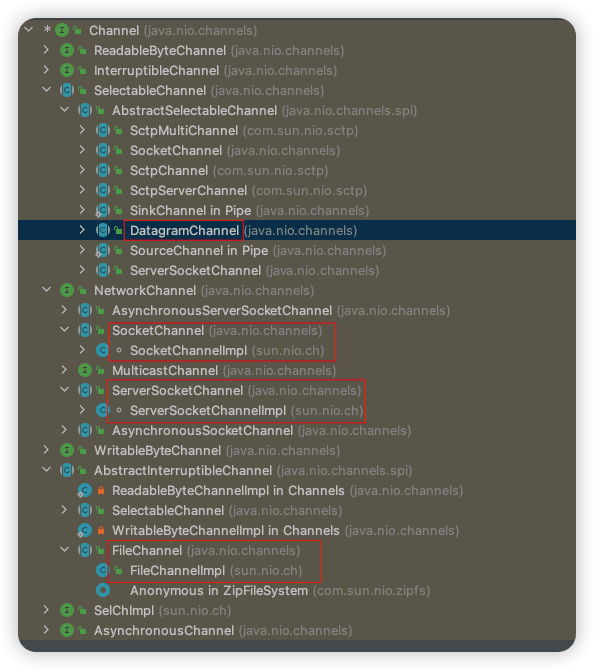 * Channel (java.nio.channels)
ReadableByteChannel (java.nio.channels)
InterruptibleChannel (java.nio.channels)
SelectableChannel (java.nio.channels)
AbstractSelectableChannel (java.nio.channels.spi)
SctpMultiChannel (com.sun.nio.sctp)
SocketChannel (java.nio.channels)
SctpChannel (com.sun.nio.sctp)
SctpServerChannel (com.sun.nio.sctp)
SinkChannel in Pipe (java.nio.channels)
DatagramChannel (java.nio.channels)
SourceChannel in Pipe (java.nio.channels)
ServerSocketChannel (java.nio.channels)
NetworkChannel (java.nio.channels)
AsynchronousServerSocketChannel (java.nio.channels)
SocketChannel (java.nio.channels)
SocketChannelImpl (sun.nio.ch)
MulticastChannel (java.nio.channels)
ServerSocketChannel (java.nio.channels)
ServerSocketChannelImpl (sun.nio.ch)
AsynchronousSocketChannel (java.nio.channels)
WritableByteChannel (java.nio.channels)
AbstractInterruptibleChannel (java.nio.channels.spi)
ReadableByteChannelImpl in Channels (java.nio.channels)
SelectableChannel (java.nio.channels)
WritableByteChannelImpl in Channels (java.nio.channels)
FileChannel (java.nio.channels)
FileChannelImpl (sun.nio.ch)
Anonymous in ZipFileSystem (com.sun.nio.zipfs)
SelChImpl (sun.nio.ch)
AsynchronousChannel (java.nio.channels)